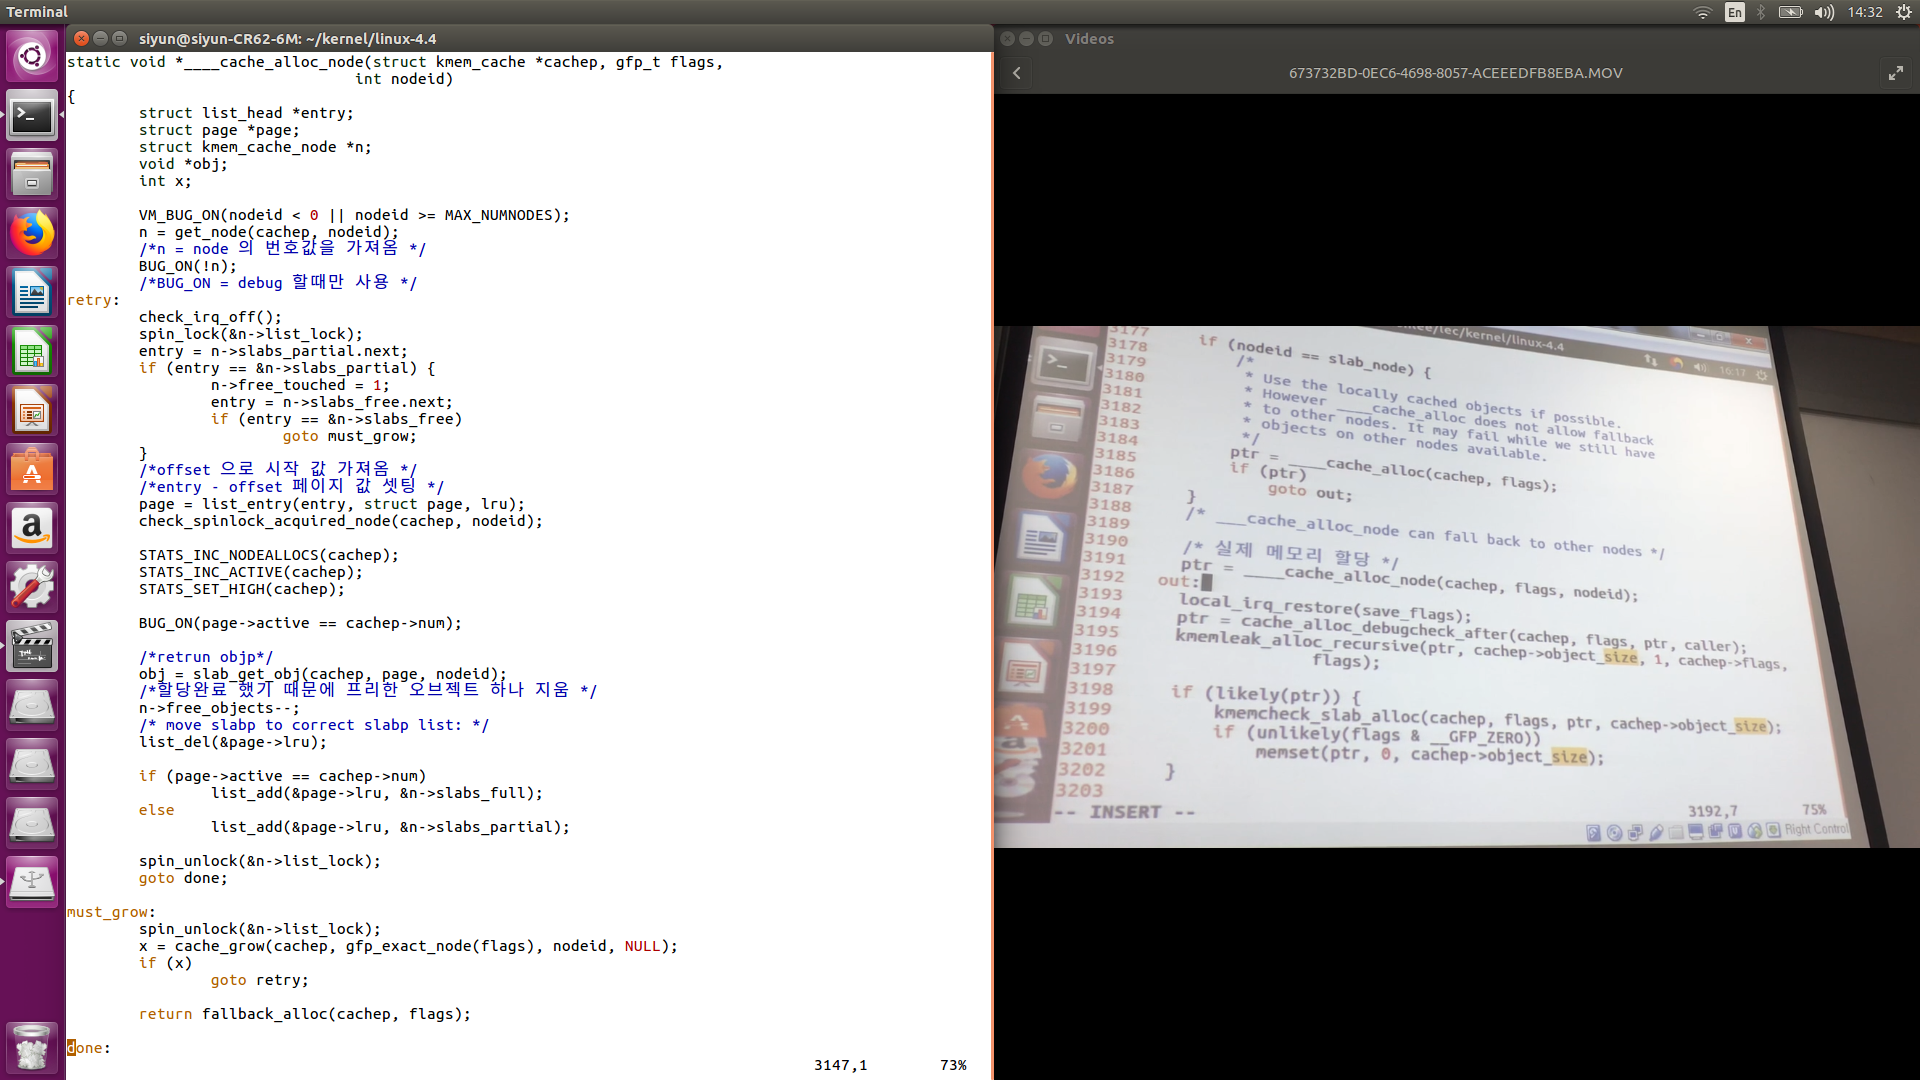 Terminal
En
14:32
siyun@siyun-CR62-6M: ~/kernel/linux-4.4
static void *____cache_alloc_node(struct kmem_cache *cachep, gfp_t flags,
int nodeid)
{
struct list_head *entry;
struct page *page;
struct kmem_cache_node *n;
void *obj;
int x;
VM_BUG_ON(nodeid < 0 || nodeid >= MAX_NUMNODES);
n = get_node(cachep, nodeid);
/*n = node 의 번호값을 가져옴 */
BUG_ON(!n);
/*BUG_ON = debug 할때만 사용 */
retry:
check_irq_off();
spin_lock(&n->list_lock);
entry = n->slabs_partial.next;
if (entry == &n->slabs_partial) {
n->free_touched = 1;
entry = n->slabs_free.next;
if (entry == &n->slabs_free)
goto must_grow;
}
/*offset 으로 시작 값 가져옴 */
/*entry - offset 페이지 값 셋팅 */
page = list_entry(entry, struct page, lru);
check_spinlock_acquired_node(cachep, nodeid);
STATS_INC_NODEALLOCS(cachep);
STATS_INC_ACTIVE(cachep);
STATS_SET_HIGH(cachep);
BUG_ON(page->active == cachep->num);
/*retrun objp*/
obj = slab_get_obj(cachep, page, nodeid);
/*할당완료 했기 때문에 프리한 오브젝트 하나 지움 */
n->free_objects--;
/* move slabp to correct slabp list: */
list_del(&page->lru);
if (page->active == cachep->num)
list_add(&page->lru, &n->slabs_full);
else
list_add(&page->lru, &n->slabs_partial);
spin_unlock(&n->list_lock);
goto done;
must_grow:
spin_unlock(&n->list_lock);
x = cache_grow(cachep, gfp_exact_node(flags), nodeid, NULL);
if (x)
goto retry;
return fallback_alloc(cachep, flags);
done:
3147,1 73%
Videos
673732BD-0EC6-4698-8057-ACEEEDFB8EBA.MOV
/lec/kernel/linux-4.4
16:17
3177
3178 if (nodeid == slab_node) {
3179 /*
3180 * Use the locally cached objects if possible.
3181 * However ____cache_alloc does not allow fallback
3182 * to other nodes. It may fail while we still have
3183 * objects on other nodes available.
3184 */
3185 ptr = ____cache_alloc(cachep, flags);
3186 if (ptr)
3187 goto out;
3188 }
3189 /* ___cache_alloc_node can fall back to other nodes */
3190 /* 실제 메모리 할당 */
3191 ptr = ____cache_alloc_node(cachep, flags, nodeid);
3192 out:
3193 local_irq_restore(save_flags);
3194 ptr = cache_alloc_debugcheck_after(cachep, flags, ptr, caller);
3195 kmemleak_alloc_recursive(ptr, cachep->object_size, 1, cachep->flags,
3196 flags);
3197
3198 if (likely(ptr)) {
3199 kmemcheck_slab_alloc(cachep, flags, ptr, cachep->object_size);
3200 if (unlikely(flags & __GFP_ZERO))
3201 memset(ptr, 0, cachep->object_size);
3202 }
3203
-- INSERT -- 3192,7 75%
Right Control